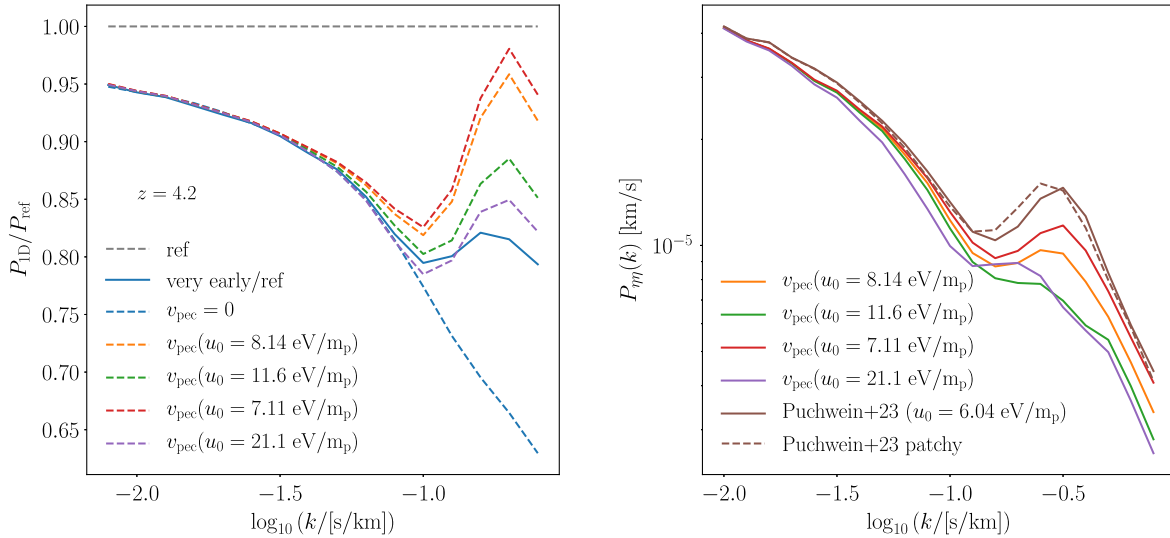 1.00
0.95
0.90
0.85
0.80
0.75
0.70
0.65
P_1D/P_ref
z = 4.2
ref
very early/ref
v_pec = 0
v_pec(u_0 = 8.14 eV/m_p)
v_pec(u_0 = 11.6 eV/m_p)
v_pec(u_0 = 7.11 eV/m_p)
v_pec(u_0 = 21.1 eV/m_p)
−2.0 −1.5 −1.0
log_10 (k/[s/km])
P_ηη(k) [km/s]
10^−5
v_pec(u_0 = 8.14 eV/m_p)
v_pec(u_0 = 11.6 eV/m_p)
v_pec(u_0 = 7.11 eV/m_p)
v_pec(u_0 = 21.1 eV/m_p)
Puchwein+23 (u_0 = 6.04 eV/m_p)
Puchwein+23 patchy
−2.0 −1.5 −1.0 −0.5
log_10 (k/[s/km])